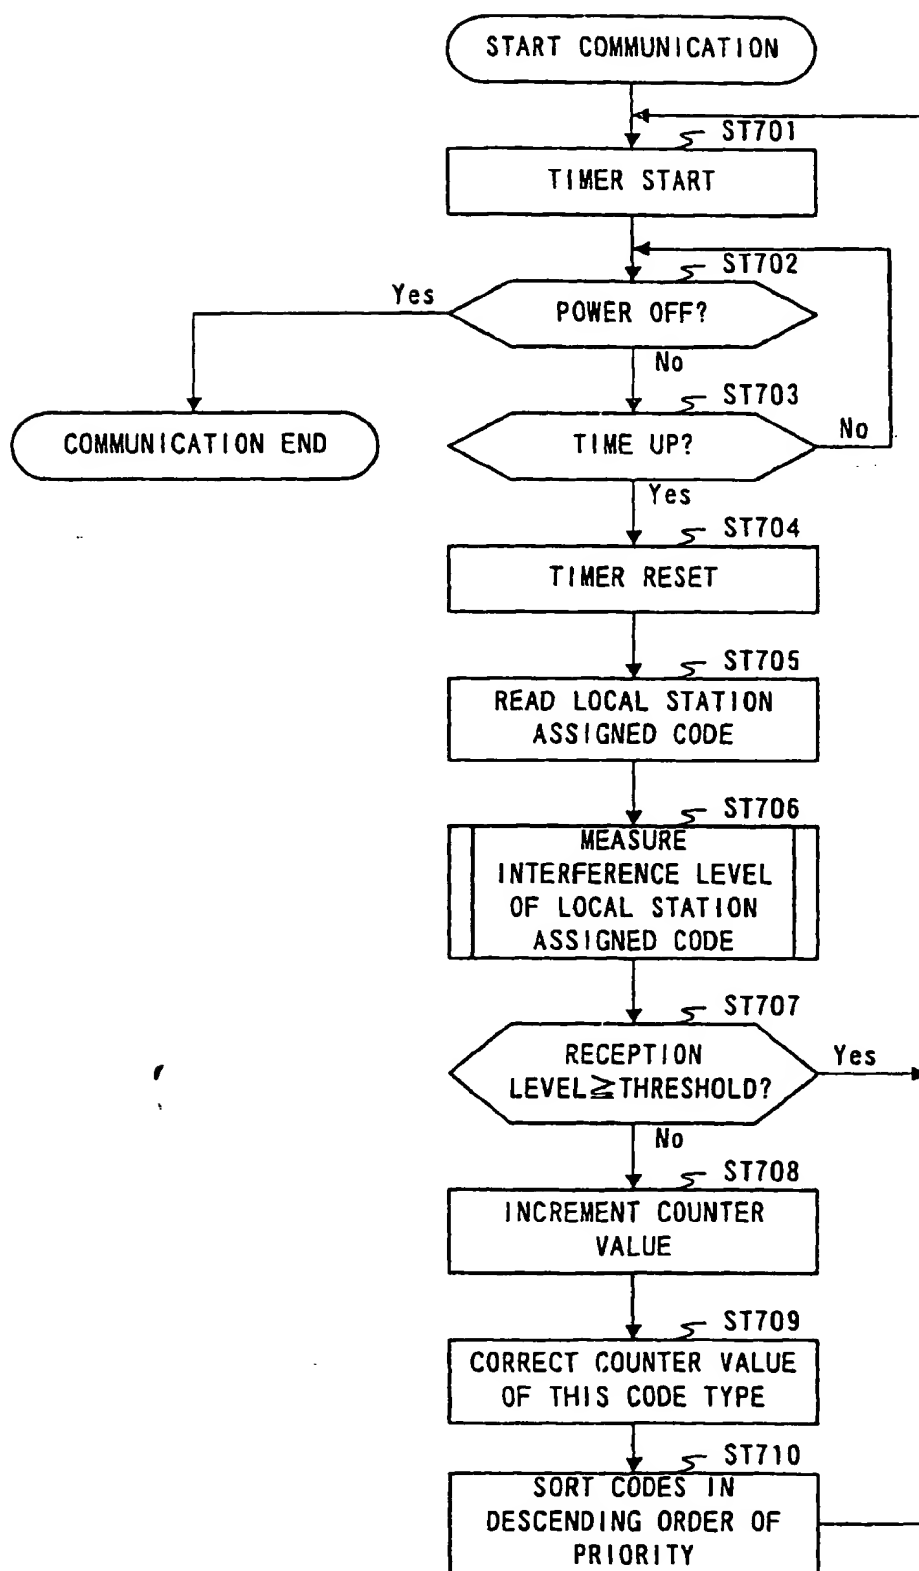 START COMMUNICATION
ST701
TIMER START
ST702
Yes
POWER OFF?
No
ST703
COMMUNICATION END
TIME UP?
No
Yes
ST704
TIMER RESET
ST705
READ LOCAL STATION
ASSIGNED CODE
ST706
MEASURE
INTERFERENCE LEVEL
OF LOCAL STATION
ASSIGNED CODE
ST707
RECEPTION
LEVEL≧THRESHOLD?
Yes
No
ST708
INCREMENT COUNTER
VALUE
ST709
CORRECT COUNTER VALUE
OF THIS CODE TYPE
ST710
SORT CODES IN
DESCENDING ORDER OF
PRIORITY